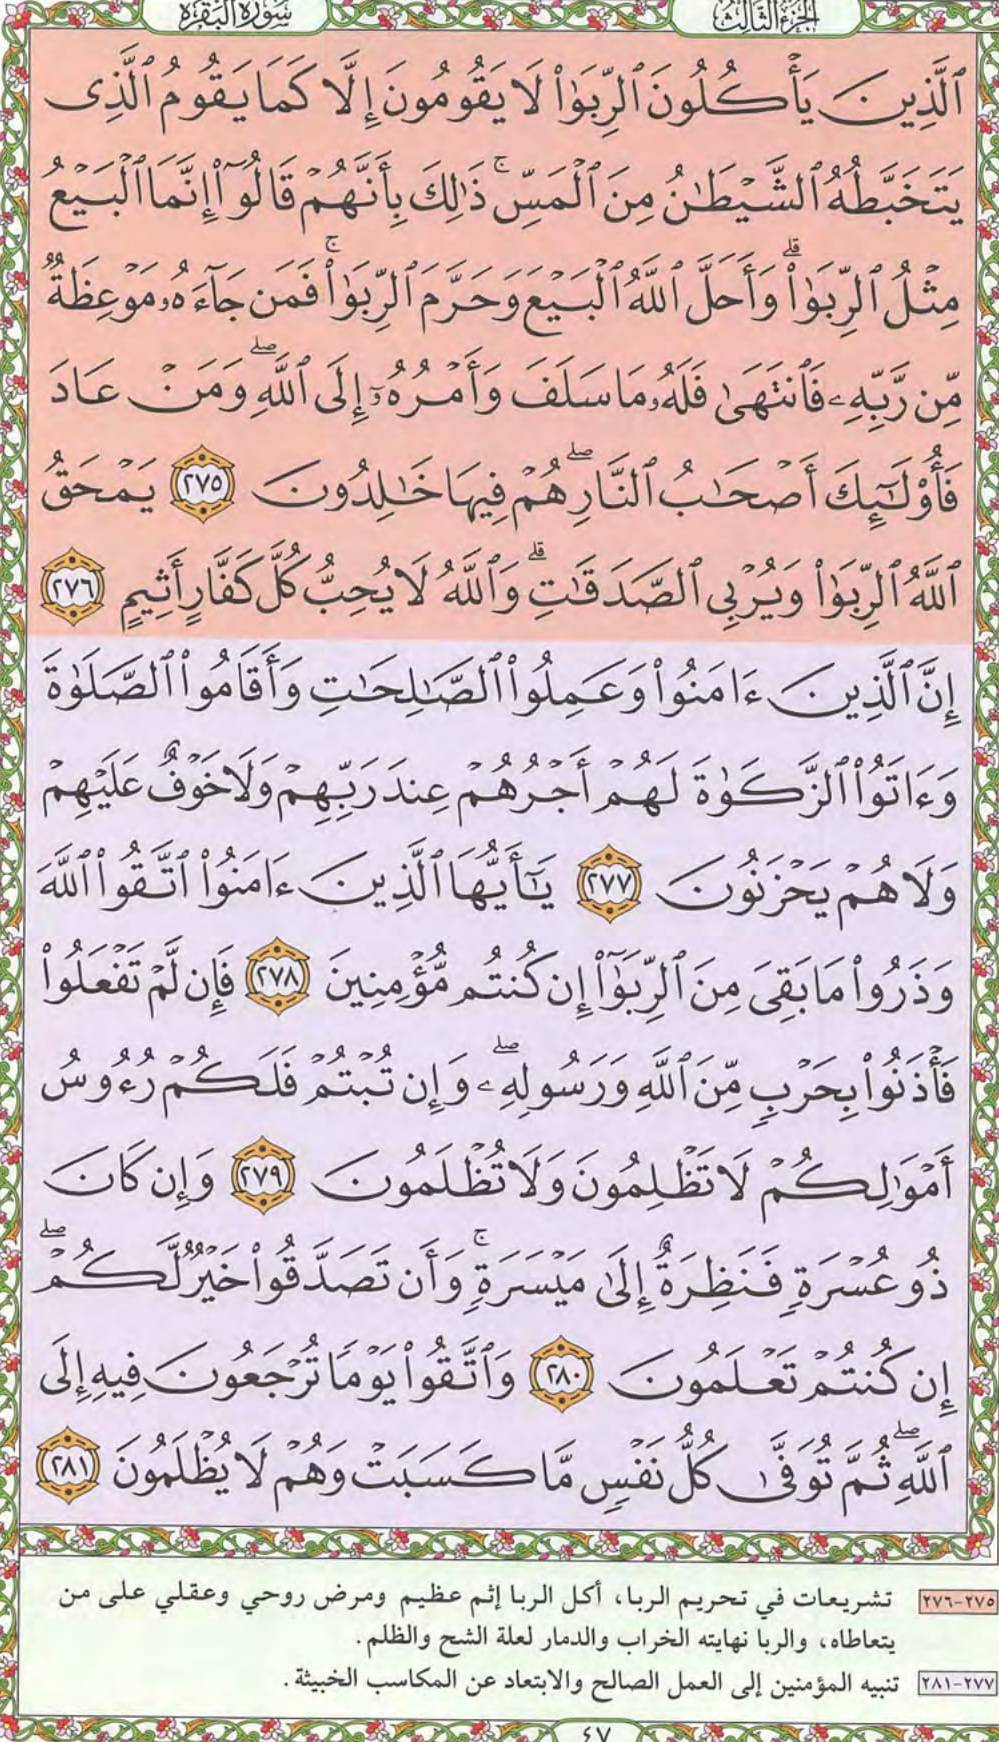 الجزء الثالث
سورة البقرة
ٱلَّذِينَ يَأۡكُلُونَ ٱلرِّبَوٰاْ لَا يَقُومُونَ إِلَّا كَمَا يَقُومُ ٱلَّذِى
يَتَخَبَّطُهُ ٱلشَّيۡطَٰنُ مِنَ ٱلۡمَسِّۚ ذَٰلِكَ بِأَنَّهُمۡ قَالُوٓاْ إِنَّمَا ٱلۡبَيۡعُ
مِثۡلُ ٱلرِّبَوٰاْۗ وَأَحَلَّ ٱللَّهُ ٱلۡبَيۡعَ وَحَرَّمَ ٱلرِّبَوٰاْۚ فَمَن جَآءَهُۥ مَوۡعِظَةٌ
مِّن رَّبِّهِۦ فَٱنتَهَىٰ فَلَهُۥ مَا سَلَفَ وَأَمۡرُهُۥٓ إِلَى ٱللَّهِۖ وَمَنۡ عَادَ
فَأُوْلَٰٓئِكَ أَصۡحَٰبُ ٱلنَّارِۖ هُمۡ فِيهَا خَٰلِدُونَ ٢٧٥ يَمۡحَقُ
ٱللَّهُ ٱلرِّبَوٰاْ وَيُرۡبِى ٱلصَّدَقَٰتِۗ وَٱللَّهُ لَا يُحِبُّ كُلَّ كَفَّارٍ أَثِيمٍ ٢٧٦
إِنَّ ٱلَّذِينَ ءَامَنُواْ وَعَمِلُواْ ٱلصَّٰلِحَٰتِ وَأَقَامُواْ ٱلصَّلَوٰةَ
وَءَاتَوُاْ ٱلزَّكَوٰةَ لَهُمۡ أَجۡرُهُمۡ عِندَ رَبِّهِمۡ وَلَا خَوۡفٌ عَلَيۡهِمۡ
وَلَا هُمۡ يَحۡزَنُونَ ٢٧٧ يَٰٓأَيُّهَا ٱلَّذِينَ ءَامَنُواْ ٱتَّقُواْ ٱللَّهَ
وَذَرُواْ مَا بَقِىَ مِنَ ٱلرِّبَوٰٓاْ إِن كُنتُم مُّؤۡمِنِينَ ٢٧٨ فَإِن لَّمۡ تَفۡعَلُواْ
فَأۡذَنُواْ بِحَرۡبٍ مِّنَ ٱللَّهِ وَرَسُولِهِۦۖ وَإِن تُبۡتُمۡ فَلَكُمۡ رُءُوسُ
أَمۡوَٰلِكُمۡ لَا تَظۡلِمُونَ وَلَا تُظۡلَمُونَ ٢٧٩ وَإِن كَانَ
ذُو عُسۡرَةٍ فَنَظِرَةٌ إِلَىٰ مَيۡسَرَةٍۚ وَأَن تَصَدَّقُواْ خَيۡرٌ لَّكُمۡۖ
إِن كُنتُمۡ تَعۡلَمُونَ ٢٨٠ وَٱتَّقُواْ يَوۡمًا تُرۡجَعُونَ فِيهِ إِلَى
ٱللَّهِۖ ثُمَّ تُوَفَّىٰ كُلُّ نَفۡسٍ مَّا كَسَبَتۡ وَهُمۡ لَا يُظۡلَمُونَ ٢٨١
٢٧٥-٢٧٦ تشريعات في تحريم الربا، أكل الربا إثم عظيم ومرض روحي وعقلي على من
يتعاطاه، والربا نهايته الخراب والدمار لعلة الشح والظلم.
٢٧٧-٢٨١ تنبيه المؤمنين إلى العمل الصالح والابتعاد عن المكاسب الخبيثة.
٤٧